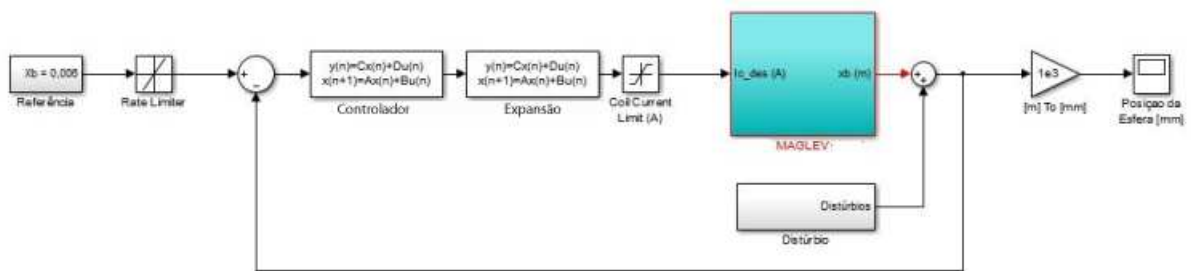 Xb = 0,006
Referência
Rate Limiter
+
−
y(n)=Cx(n)+Du(n)
x(n+1)=Ax(n)+Bu(n)
Controlador
y(n)=Cx(n)+Du(n)
x(n+1)=Ax(n)+Bu(n)
Expansão
Coil Current
Limit (A)
Ic_des (A)
xb (m)
MAGLEV
+
+
Distúrbios
Distúrbio
1e3
[m] To [mm]
Posiçao da
Esfera [mm]